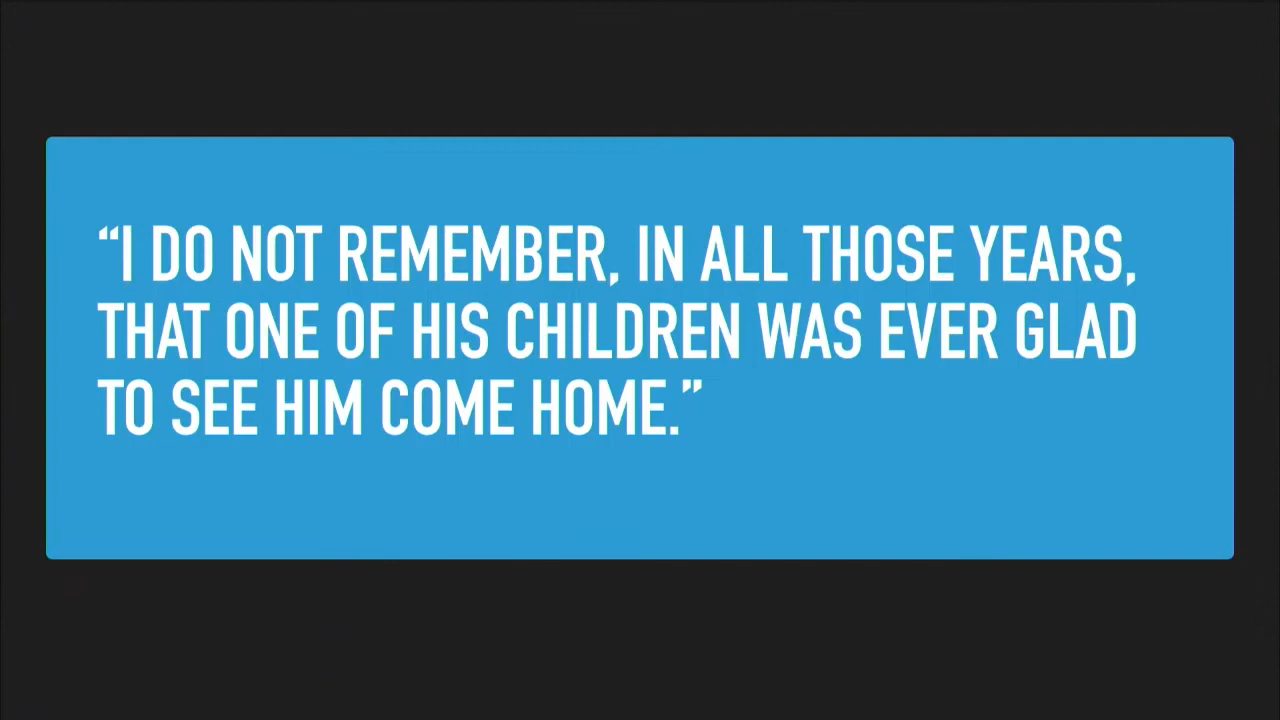 “I DO NOT REMEMBER, IN ALL THOSE YEARS,
THAT ONE OF HIS CHILDREN WAS EVER GLAD
TO SEE HIM COME HOME.”